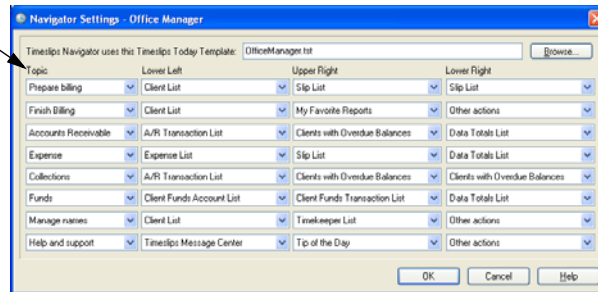 Navigator Settings - Office Manager
Timeslips Navigator uses this Timeslips Today Template: OfficeManager.tst Browse...
Topic Lower Left Upper Right Lower Right
Prepare billing Client List Slip List Slip List
Finish Billing Client List My Favorite Reports Other actions
Accounts Receivable A/R Transaction List Clients with Overdue Balances Data Totals List
Expense Expense List Slip List Data Totals List
Collections A/R Transaction List Clients with Overdue Balances Clients with Overdue Balances
Funds Client Funds Account List Client Funds Transaction List Data Totals List
Manage names Client List Timekeeper List Other actions
Help and support Timeslips Message Center Tip of the Day Other actions
OK Cancel Help